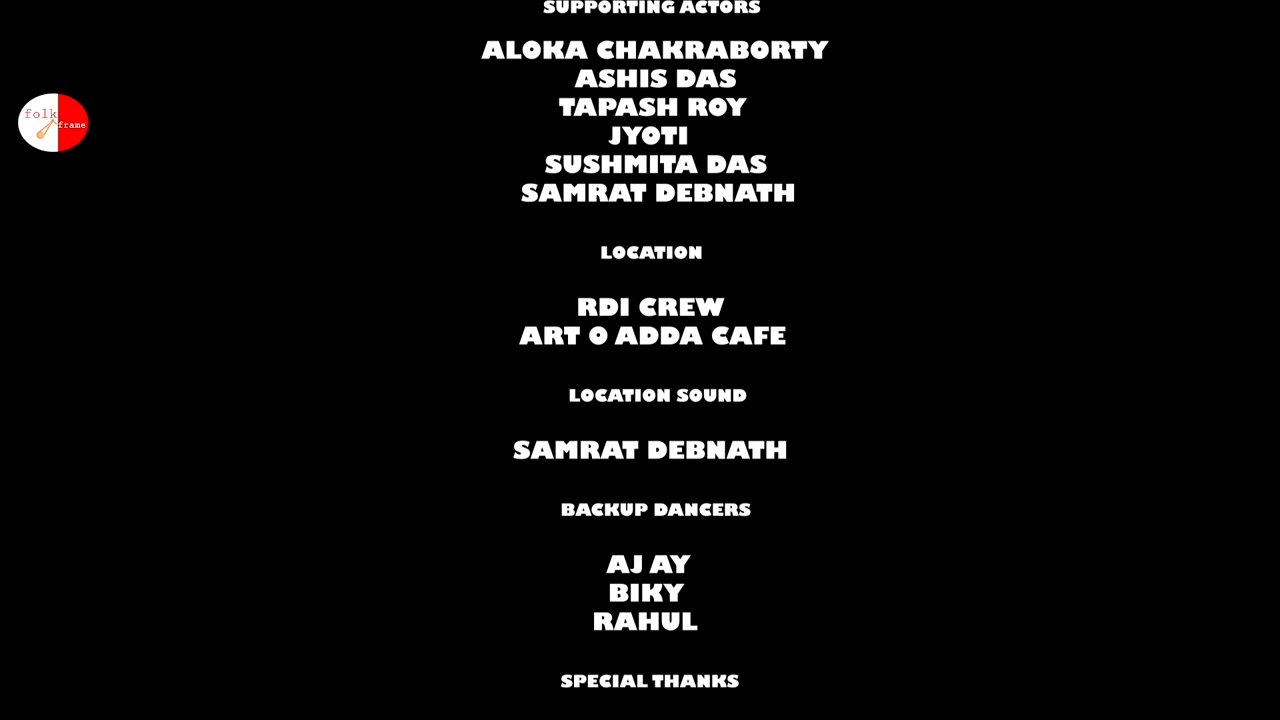 SUPPORTING ACTORS
ALOKA CHAKRABORTY
ASHIS DAS
TAPASH ROY
folk
frame
JYOTI
SUSHMITA DAS
SAMRAT DEBNATH
LOCATION
RDI CREW
ART O ADDA CAFE
LOCATION SOUND
SAMRAT DEBNATH
BACKUP DANCERS
AJ AY
BIKY
RAHUL
SPECIAL THANKS